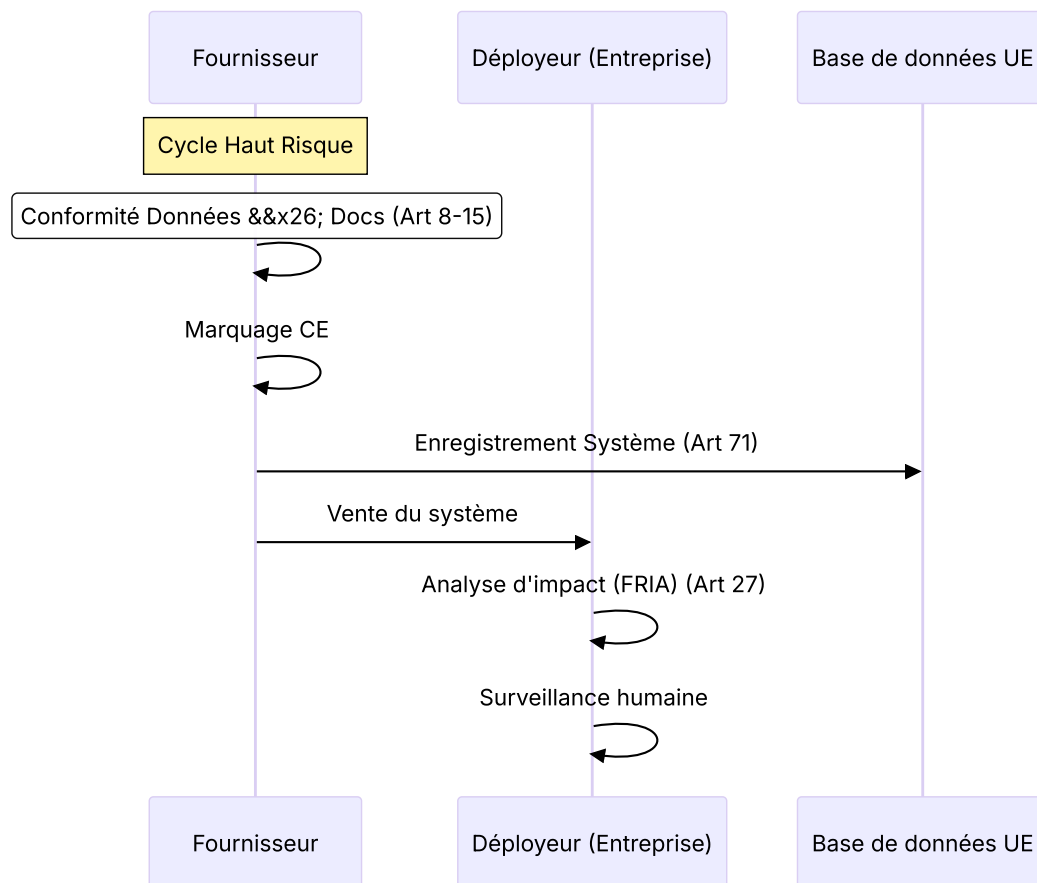 Fournisseur
Déployeur (Entreprise)
Base de données UE
Cycle Haut Risque
Conformité Données &&x26; Docs (Art 8-15)
Marquage CE
Enregistrement Système (Art 71)
Vente du système
Analyse d'impact (FRIA) (Art 27)
Surveillance humaine
Fournisseur
Déployeur (Entreprise)
Base de données UE